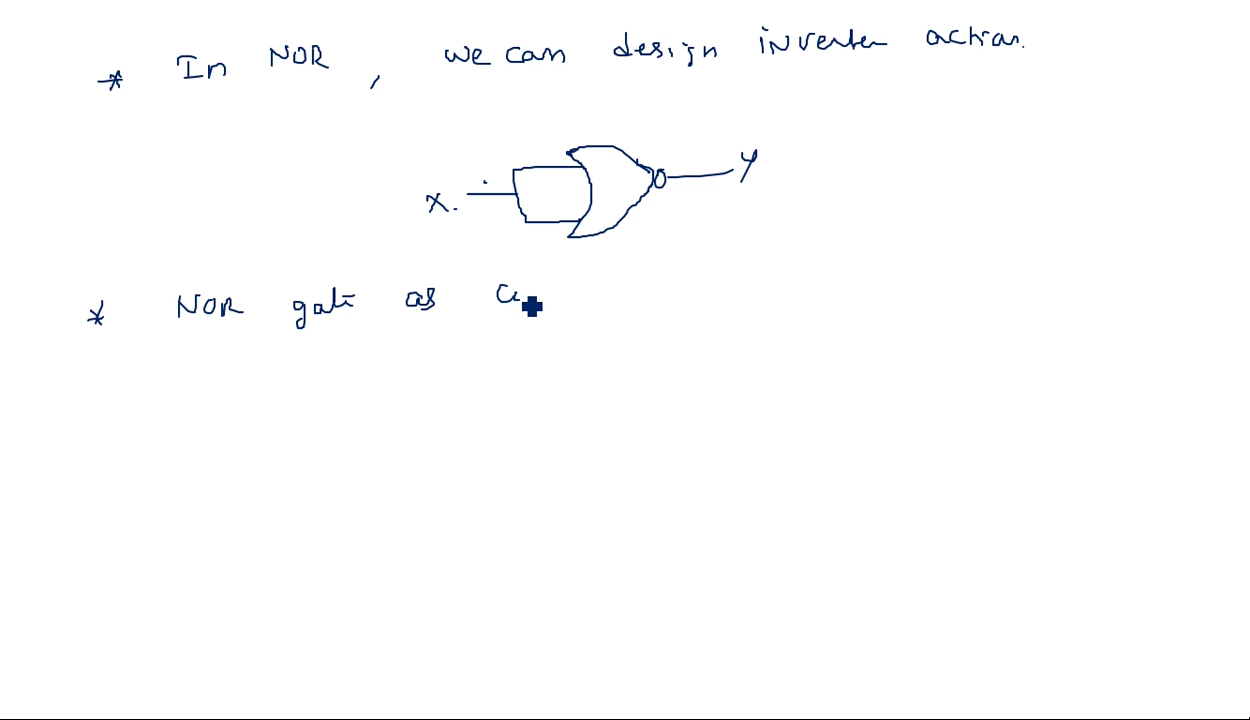 * In NOR , we can design inverter action.
X. Y
* NOR gate as a